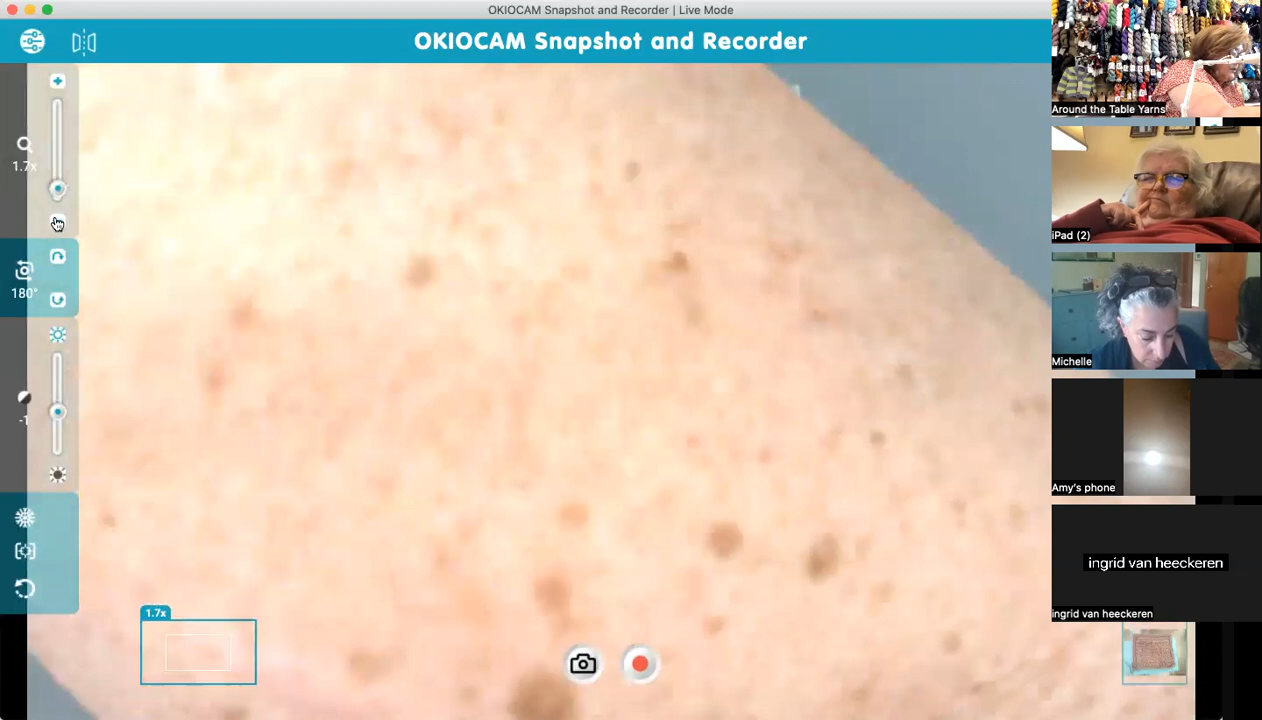 OKIOCAM Snapshot and Recorder | Live Mode
OKIOCAM Snapshot and Recorder
1.7x
180°
-1
1.7x
Around the Table Yarns
iPad (2)
Michelle
Amy's phone
ingrid van heeckeren
ingrid van heeckeren